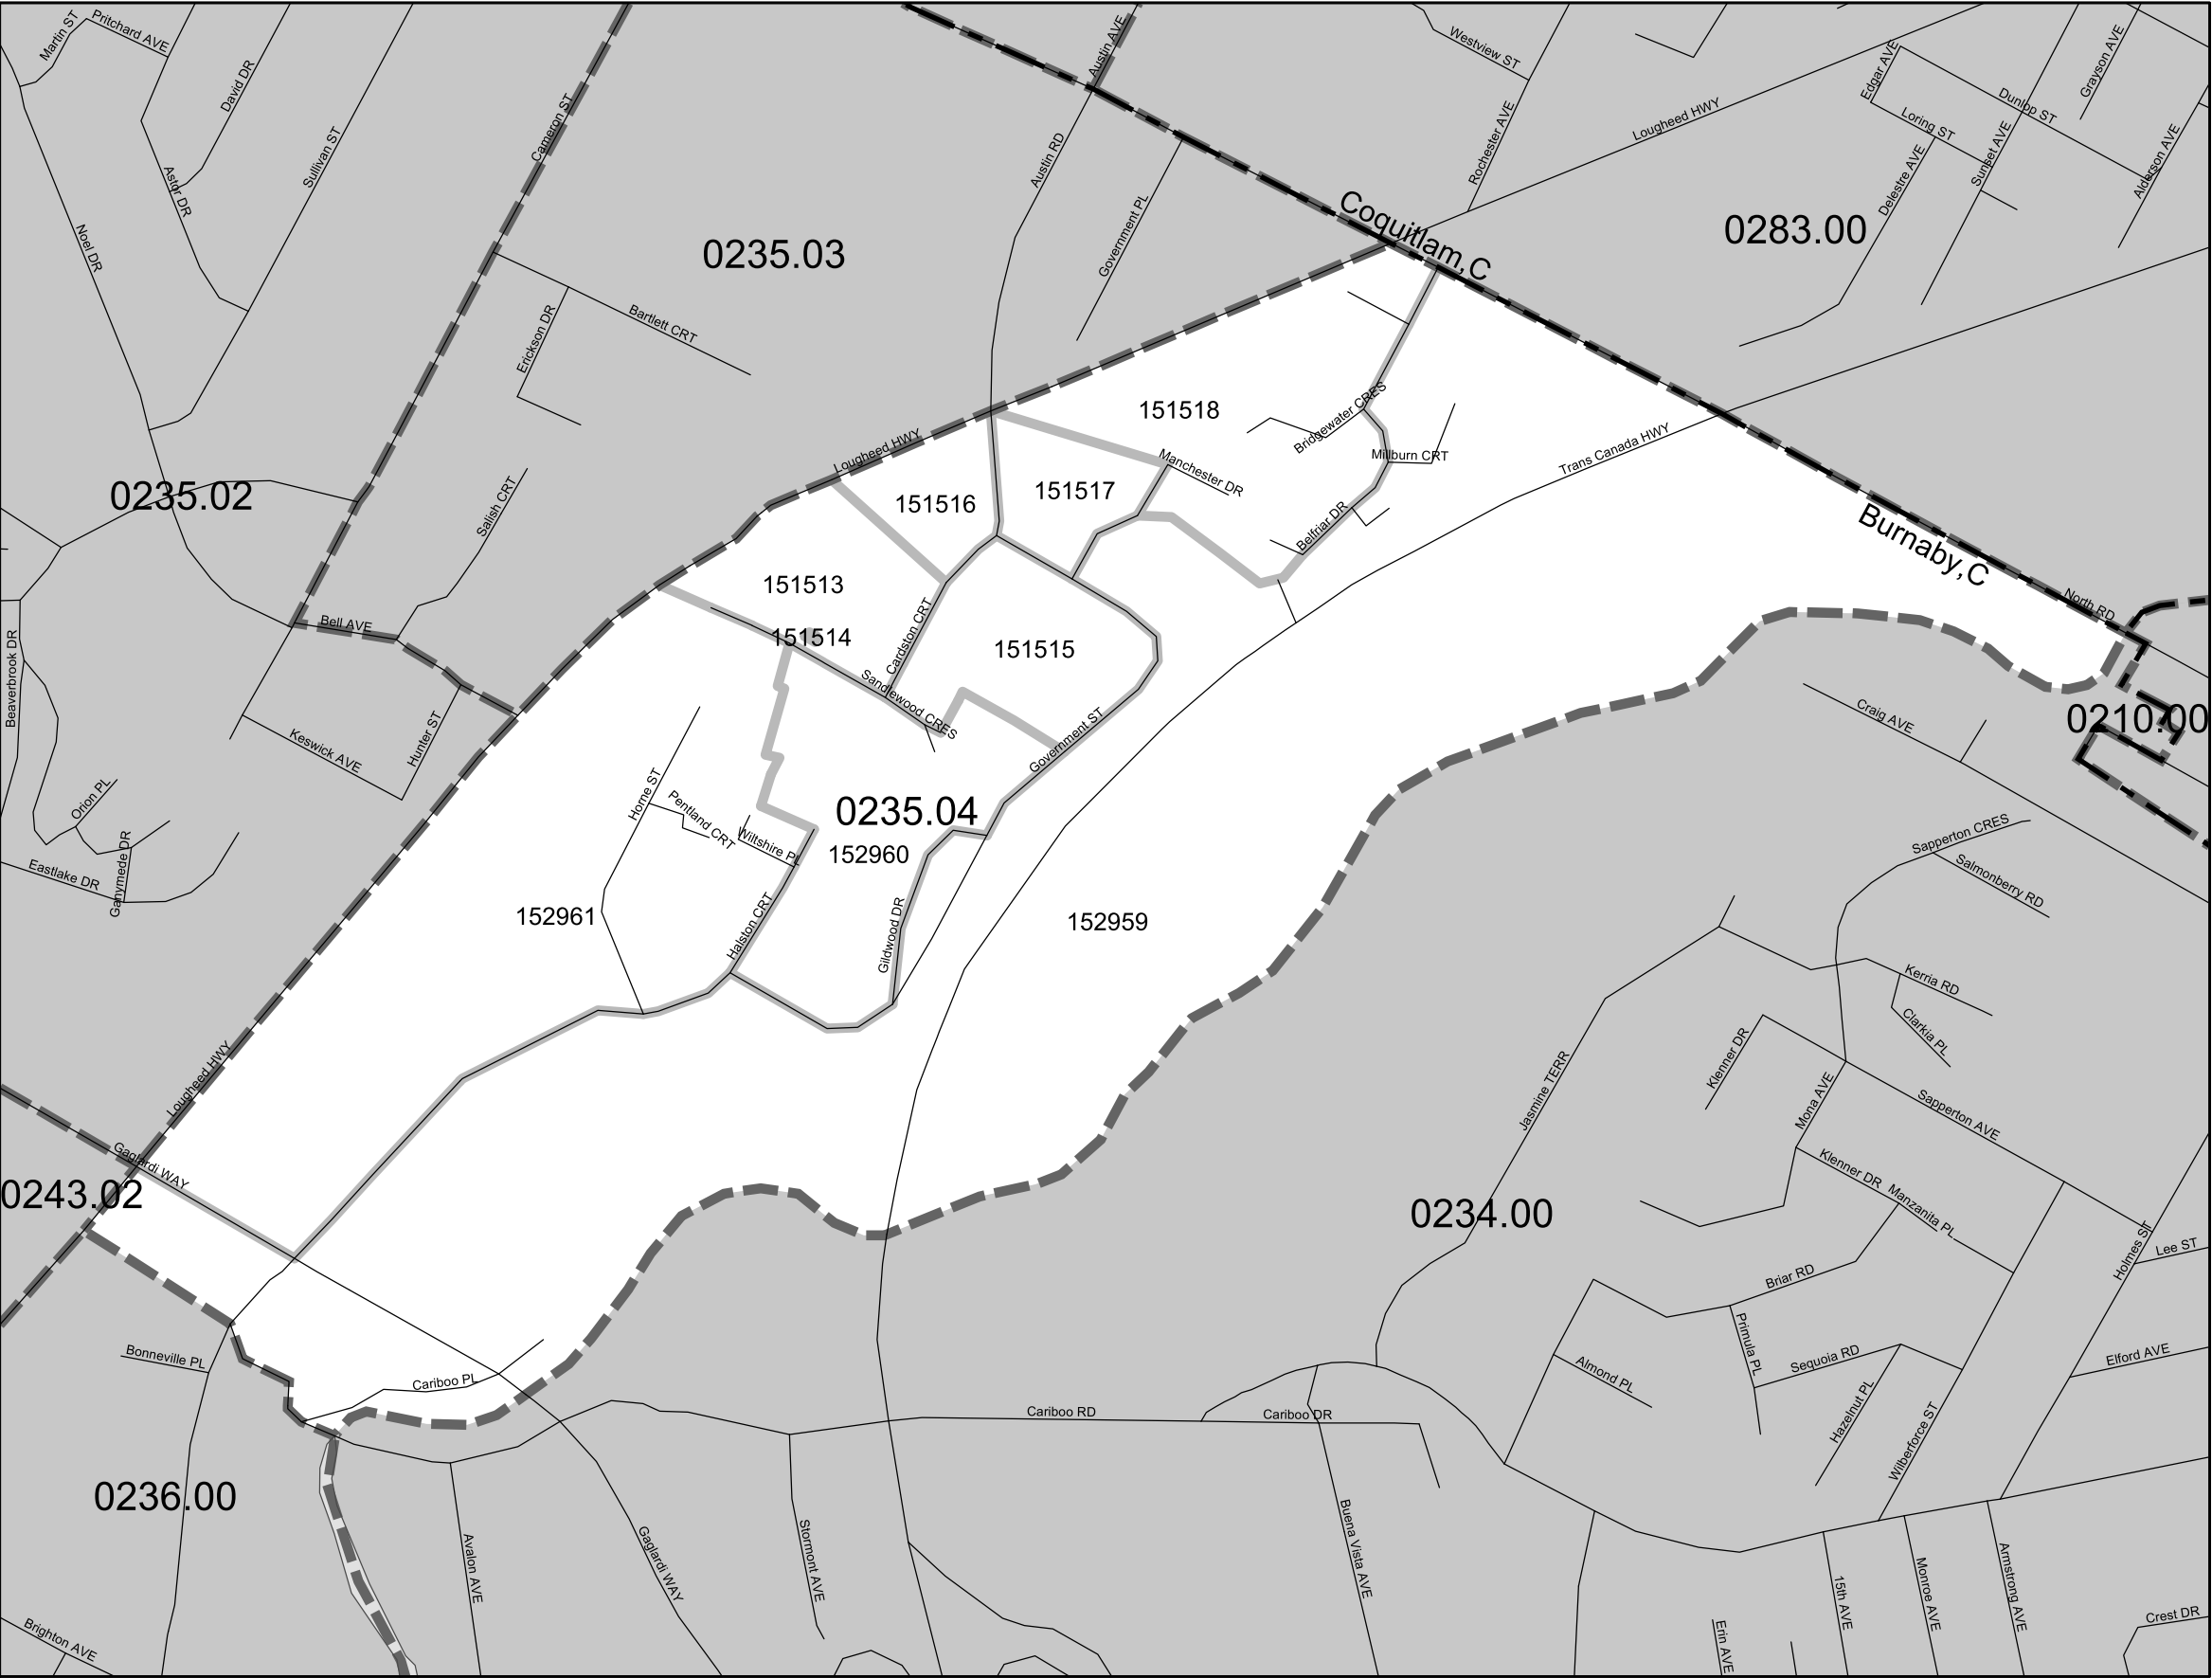 Martin ST
Pritchard AVE
David DR
Astor DR
Sullivan ST
Noel DR
Cameron ST
0235.03
Austin AVE
Austin RD
Government PL
Westview ST
Rochester AVE
Lougheed HWY
Edgar AVE
Grayson AVE
Dunlop ST
Loring ST
Sunset AVE
Delestre AVE
Alderson AVE
Coquitlam,C
0283.00
Erickson DR
Bartlett CRT
0235.02
Salish CRT
Lougheed HWY
151518
Bridgewater CRES
Millburn CRT
Trans Canada HWY
Manchester DR
151516
151517
Belfriar DR
Burnaby,C
North RD
151513
151514
Cardston CRT
151515
Sandlewood CRES
Government ST
Bell AVE
Beaverbrook DR
Keswick AVE
Hunter ST
Orion PL
Eastlake DR
Ganymede DR
Horne ST
Pentland CRT
Wiltshire PL
0235.04
152960
152961
Halston CRT
Gildwood DR
152959
0210.00
Craig AVE
Sapperton CRES
Salmonberry RD
Kerria RD
Clarkia PL
Klenner DR
Jasmine TERR
Mona AVE
Sapperton AVE
Klenner DR
Manzanita PL
Lougheed HWY
Gaglardi WAY
0243.02
0234.00
Holmes ST
Lee ST
Briar RD
Primula PL
Sequoia RD
Elford AVE
Almond PL
Hazelnut PL
Wilberforce ST
Bonneville PL
Cariboo PL
Cariboo RD
Cariboo DR
0236.00
Avalon AVE
Gaglardi WAY
Stormont AVE
Buena Vista AVE
15th AVE
Monroe AVE
Armstrong AVE
Erin AVE
Crest DR
Brighton AVE